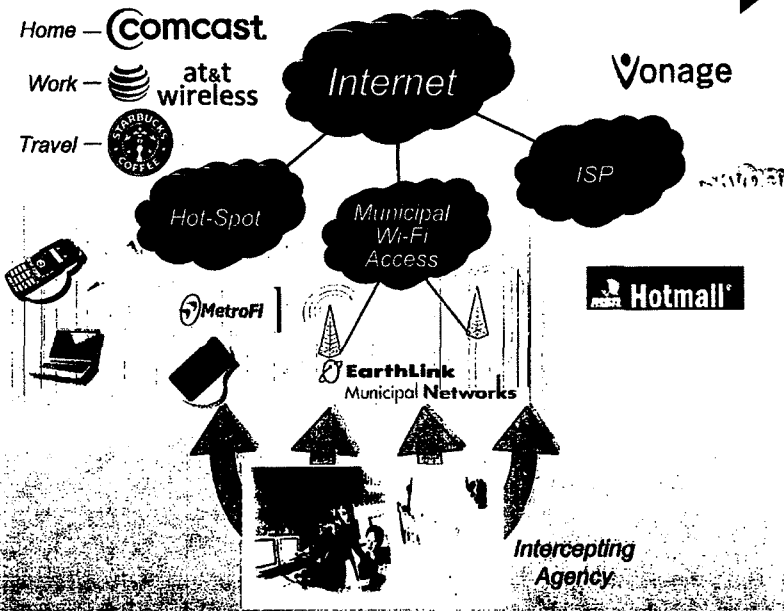 Home – Comcast
Work – at&t
wireless
Travel – STARBUCKS
COFFEE
Internet
Vonage
Hot-Spot
Municipal
Wi-Fi
Access
ISP
MetroFi
msn Hotmail
EarthLink
Municipal Networks
Intercepting
Agency